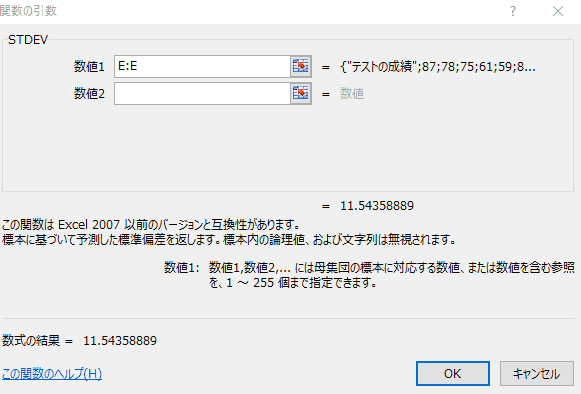 関数の引数
? ×
STDEV
数値1 E:E = {"テストの成績";87;78;75;61;59;8...
数値2 = 数値
= 11.54358889
この関数は Excel 2007 以前のバージョンと互換性があります。
標本に基づいて予測した標準偏差を返します。標本内の論理値、および文字列は無視されます。
数値1: 数値1,数値2,... には母集団の標本に対応する数値、または数値を含む参照
を、1 ～ 255 個まで指定できます。
数式の結果 = 11.54358889
この関数のヘルプ(H)
OK キャンセル